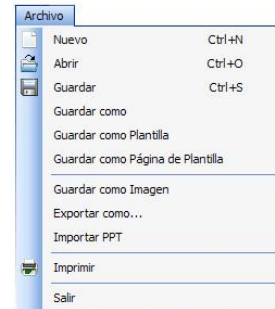 Archivo
Nuevo Ctrl+N
Abrir Ctrl+O
Guardar Ctrl+S
Guardar como
Guardar como Plantilla
Guardar como Página de Plantilla
Guardar como Imagen
Exportar como...
Importar PPT
Imprimir
Salir